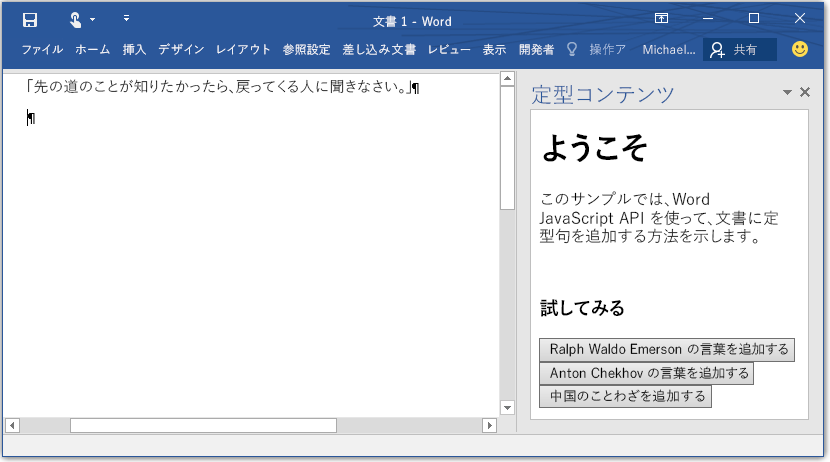 文書 1 - Word
ファイル ホーム 挿入 デザイン レイアウト 参照設定 差し込み文書 レビュー 表示 開発者 操作ア Michael... 共有
「先の道のことが知りたかったら、戻ってくる人に聞きなさい。」¶
¶
定型コンテンツ
ようこそ
このサンプルでは、Word
JavaScript API を使って、文書に定
型句を追加する方法を示します。
試してみる
Ralph Waldo Emerson の言葉を追加する
Anton Chekhov の言葉を追加する
中国のことわざを追加する